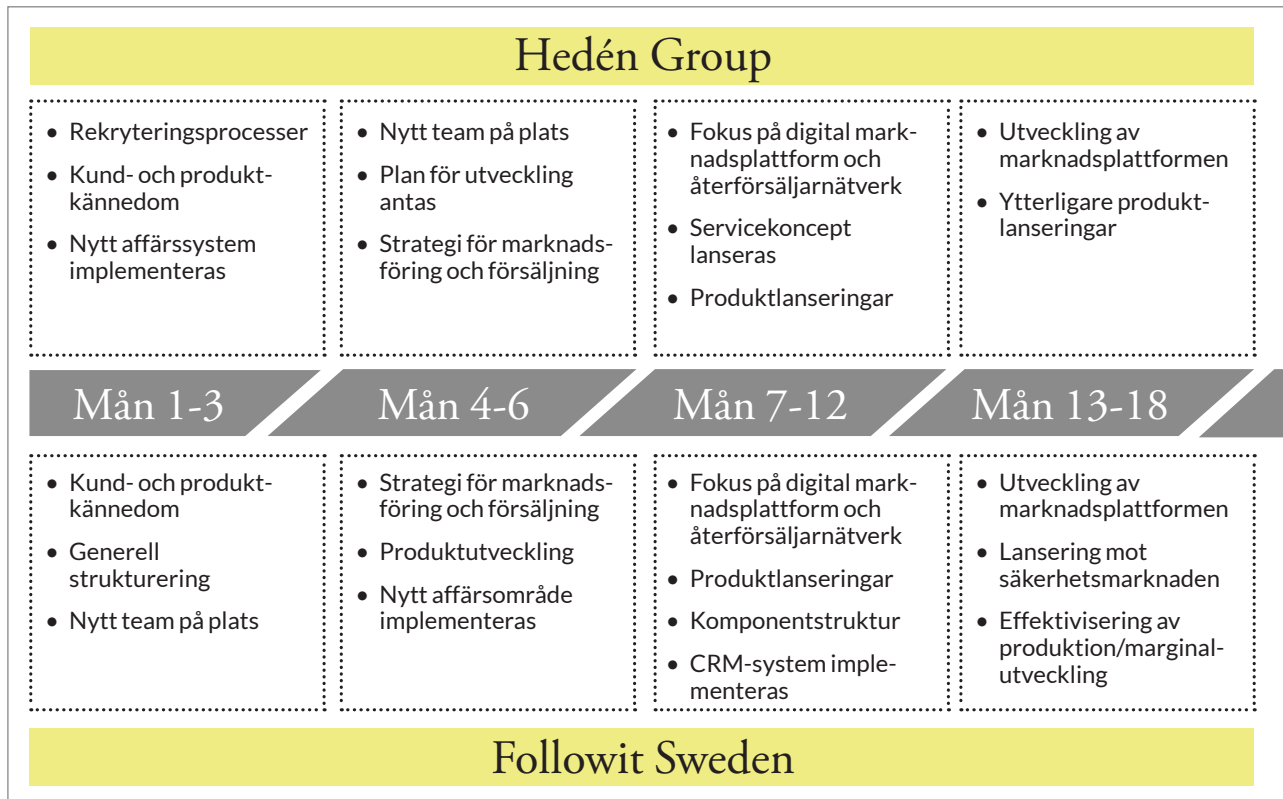 Hedén Group
• Rekryteringsprocesser
• Kund- och produkt-
kännedom
• Nytt affärssystem
implementeras
• Nytt team på plats
• Plan för utveckling
antas
• Strategi för marknads-
föring och försäljning
• Fokus på digital mark-
nadsplattform och
återförsäljarnätverk
• Servicekoncept
lanseras
• Produktlanseringar
• Utveckling av
marknadsplattformen
• Ytterligare produkt-
lanseringar
Mån 1-3
Mån 4-6
Mån 7-12
Mån 13-18
• Kund- och produkt-
kännedom
• Generell
strukturering
• Nytt team på plats
• Strategi för marknads-
föring och försäljning
• Produktutveckling
• Nytt affärsområde
implementeras
• Fokus på digital mark-
nadsplattform och
återförsäljarnätverk
• Produktlanseringar
• Komponentstruktur
• CRM-system imple-
menteras
• Utveckling av
marknadsplattformen
• Lansering mot
säkerhetsmarknaden
• Effektivisering av
produktion/marginal-
utveckling
Followit Sweden